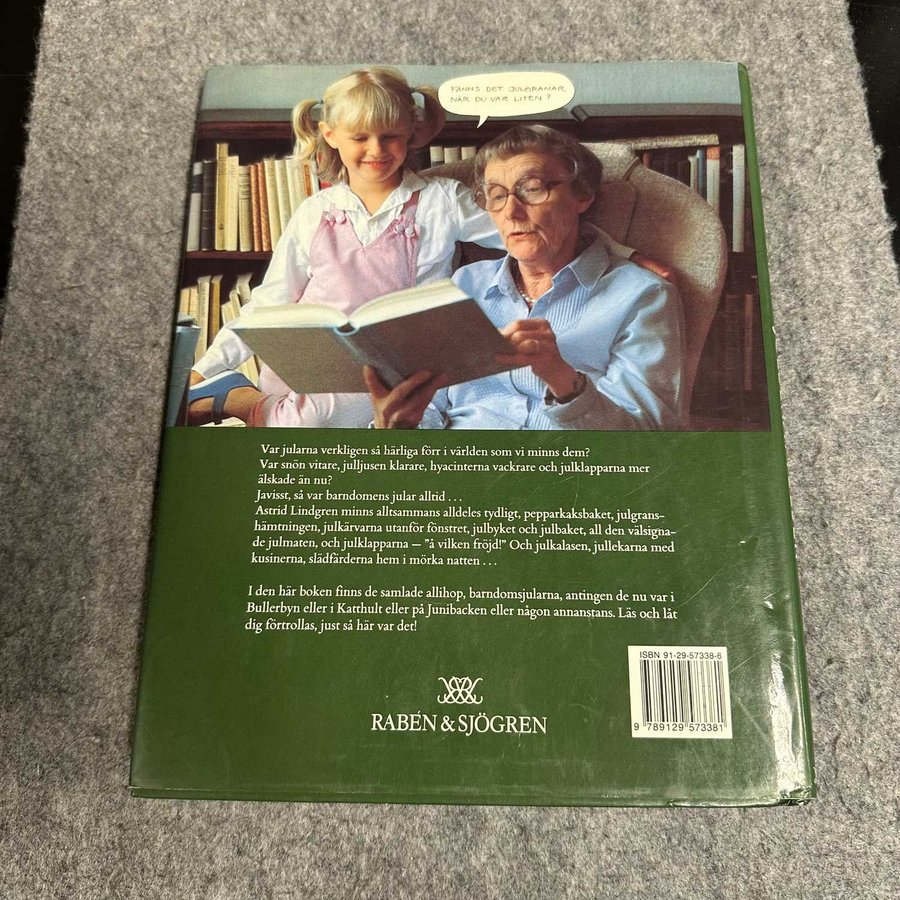 FANNS DET JULGRANAR
NÄR DU VAR LITEN?
Var jularna verkligen så härliga förr i världen som vi minns dem?
Var snön vitare, julljusen klarare, hyacinterna vackrare och julklapparna mer
älskade än nu?
Javisst, så var barndomens jular alltid . . .
Astrid Lindgren minns alltsammans alldeles tydligt, pepparkaksbaket, julgrans-
hämtningen, julkärvarna utanför fönstret, julbyket och julbaket, all den välsigna-
de julmaten, och julklapparna — ”å vilken fröjd!” Och julkalasen, jullekarna med
kusinerna, slädfärderna hem i mörka natten . . .
I den här boken finns de samlade allihop, barndomsjularna, antingen de nu var i
Bullerbyn eller i Katthult eller på Junibacken eller någon annanstans. Läs och låt
dig förtrollas, just så här var det!
ISBN 91-29-57338-6
9 789129 573381
RABÉN & SJÖGREN